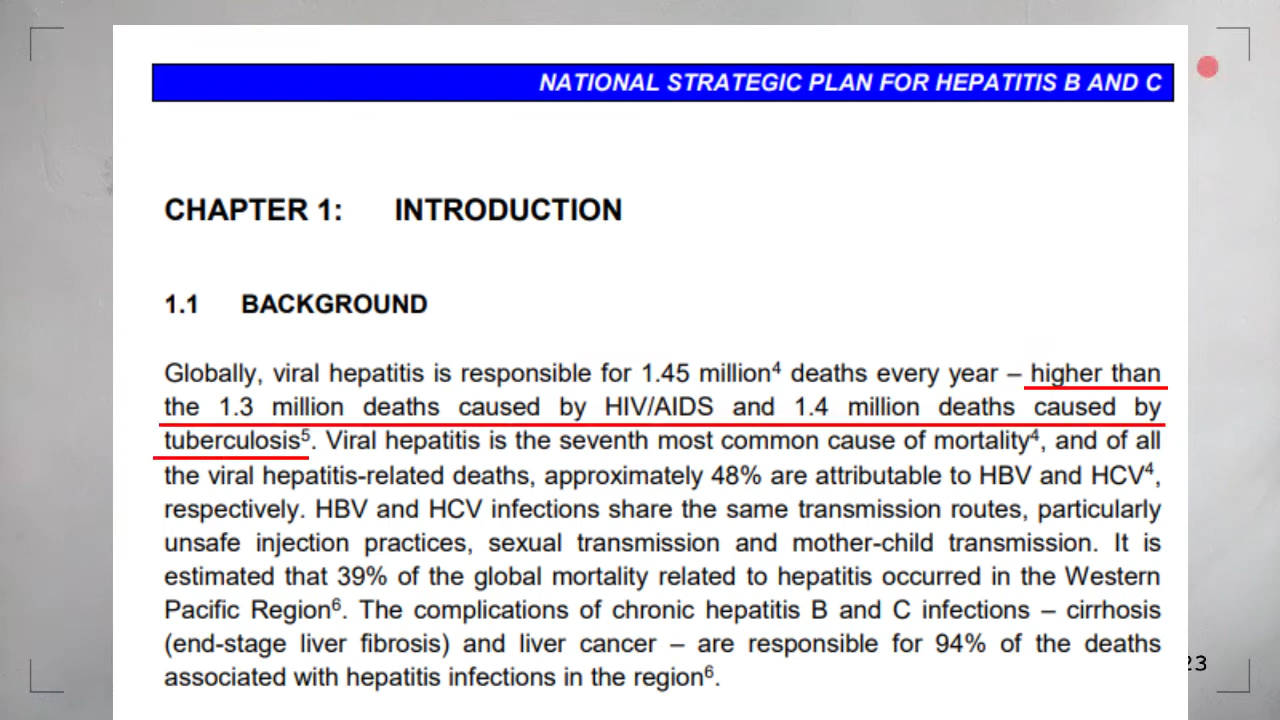 NATIONAL STRATEGIC PLAN FOR HEPATITIS B AND C
CHAPTER 1: INTRODUCTION
1.1 BACKGROUND
Globally, viral hepatitis is responsible for 1.45 million⁴ deaths every year – higher than
the 1.3 million deaths caused by HIV/AIDS and 1.4 million deaths caused by
tuberculosis⁵. Viral hepatitis is the seventh most common cause of mortality⁴, and of all
the viral hepatitis-related deaths, approximately 48% are attributable to HBV and HCV⁴,
respectively. HBV and HCV infections share the same transmission routes, particularly
unsafe injection practices, sexual transmission and mother-child transmission. It is
estimated that 39% of the global mortality related to hepatitis occurred in the Western
Pacific Region⁶. The complications of chronic hepatitis B and C infections – cirrhosis
(end-stage liver fibrosis) and liver cancer – are responsible for 94% of the deaths
associated with hepatitis infections in the region⁶.
23